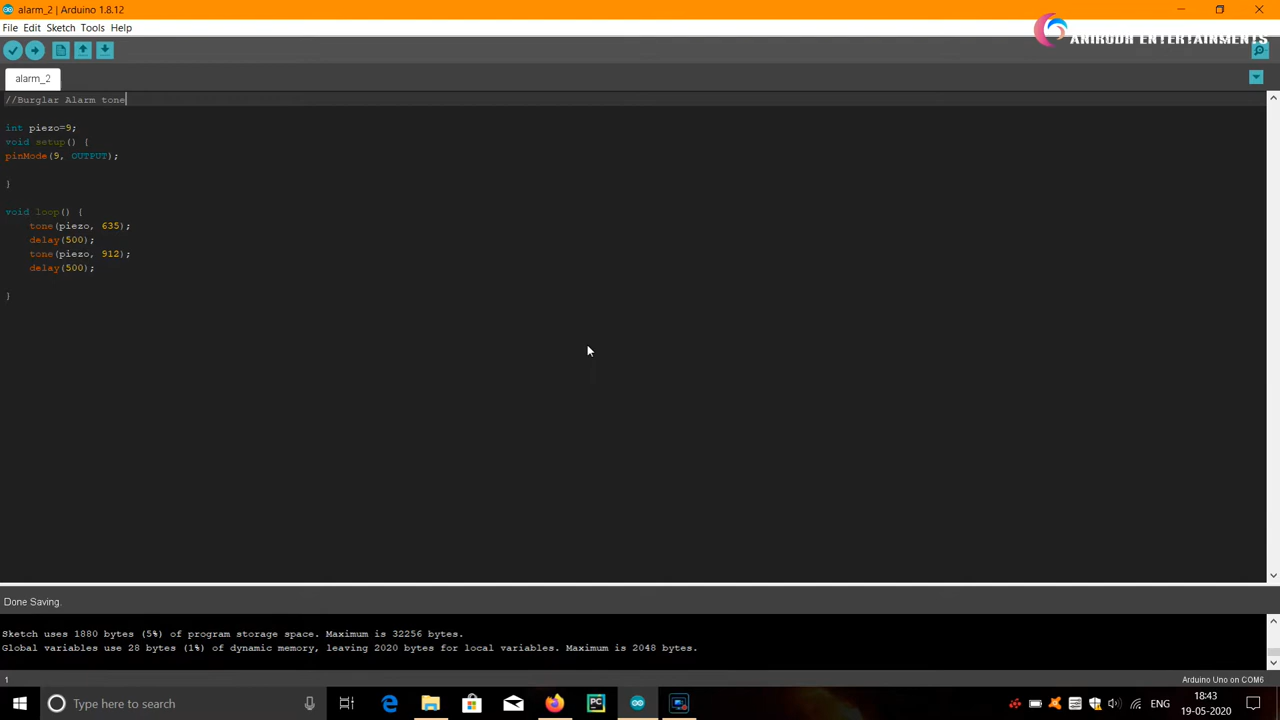 alarm_2 | Arduino 1.8.12
File Edit Sketch Tools Help
ANIRUDH ENTERTAINMENTS
alarm_2
//Burglar Alarm tone
int piezo=9;
void setup() {
pinMode(9, OUTPUT);
}
void loop() {
tone(piezo, 635);
delay(500);
tone(piezo, 912);
delay(500);
}
Done Saving.
Sketch uses 1880 bytes (5%) of program storage space. Maximum is 32256 bytes.
Global variables use 28 bytes (1%) of dynamic memory, leaving 2020 bytes for local variables. Maximum is 2048 bytes.
1
Arduino Uno on COM6
Type here to search
PC
ENG
18:43
19-05-2020